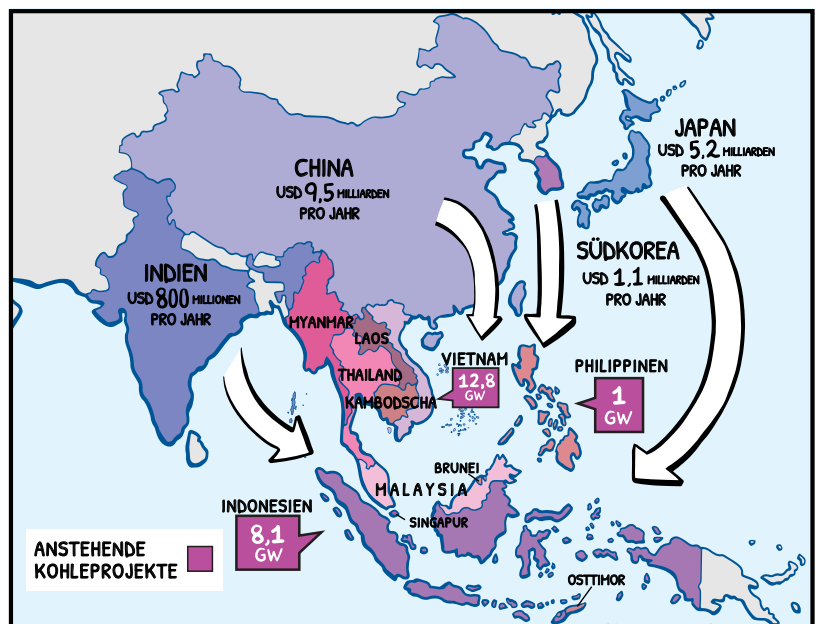 JAPAN
USD 5,2 MILLIARDEN
PRO JAHR
CHINA
USD 9,5 MILLIARDEN
PRO JAHR
SÜDKOREA
USD 1,1 MILLIARDEN
PRO JAHR
INDIEN
USD 800 MILLIONEN
PRO JAHR
MYANMAR
LAOS
VIETNAM
12,8
GW
THAILAND
KAMBODSCHA
PHILIPPINEN
1
GW
BRUNEI
MALAYSIA
SINGAPUR
INDONESIEN
8,1
GW
ANSTEHENDE
KOHLEPROJEKTE
OSTTIMOR